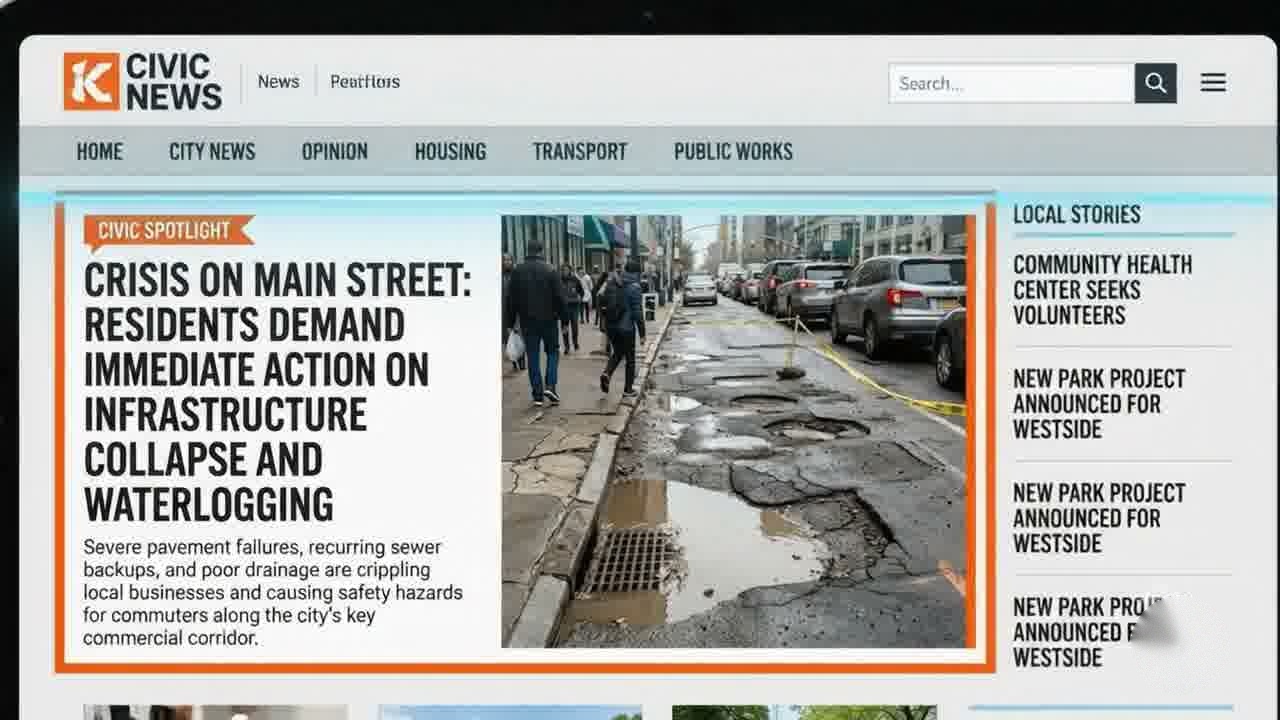 K CIVIC
NEWS
News
Search...
HOME CITY NEWS OPINION HOUSING TRANSPORT PUBLIC WORKS
CIVIC SPOTLIGHT
CRISIS ON MAIN STREET:
RESIDENTS DEMAND
IMMEDIATE ACTION ON
INFRASTRUCTURE
COLLAPSE AND
WATERLOGGING
Severe pavement failures, recurring sewer
backups, and poor drainage are crippling
local businesses and causing safety hazards
for commuters along the city's key
commercial corridor.
LOCAL STORIES
COMMUNITY HEALTH
CENTER SEEKS
VOLUNTEERS
NEW PARK PROJECT
ANNOUNCED FOR
WESTSIDE
NEW PARK PROJECT
ANNOUNCED FOR
WESTSIDE
NEW PARK
ANNOUNCED
WESTSIDE